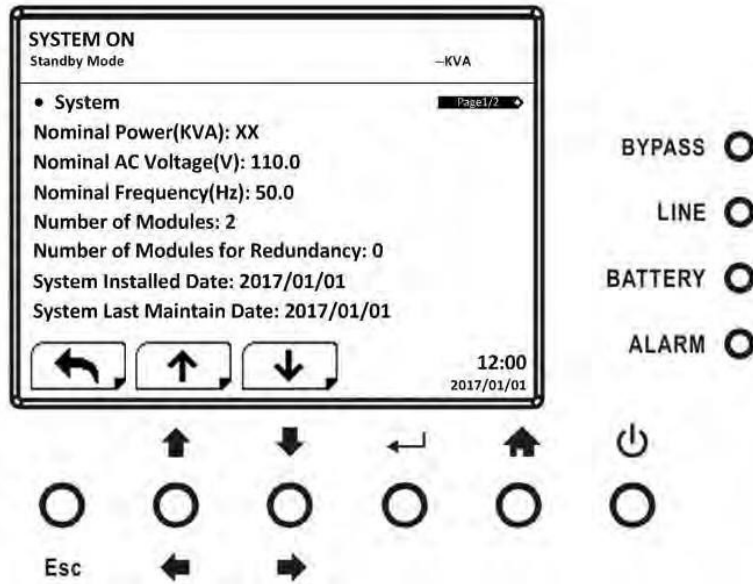 SYSTEM ON
Standby Mode
--KVA
• System
Page1/2
Nominal Power(KVA): XX
Nominal AC Voltage(V): 110.0
Nominal Frequency(Hz): 50.0
Number of Modules: 2
Number of Modules for Redundancy: 0
System Installed Date: 2017/01/01
System Last Maintain Date: 2017/01/01
12:00
2017/01/01
BYPASS
LINE
BATTERY
ALARM
Esc